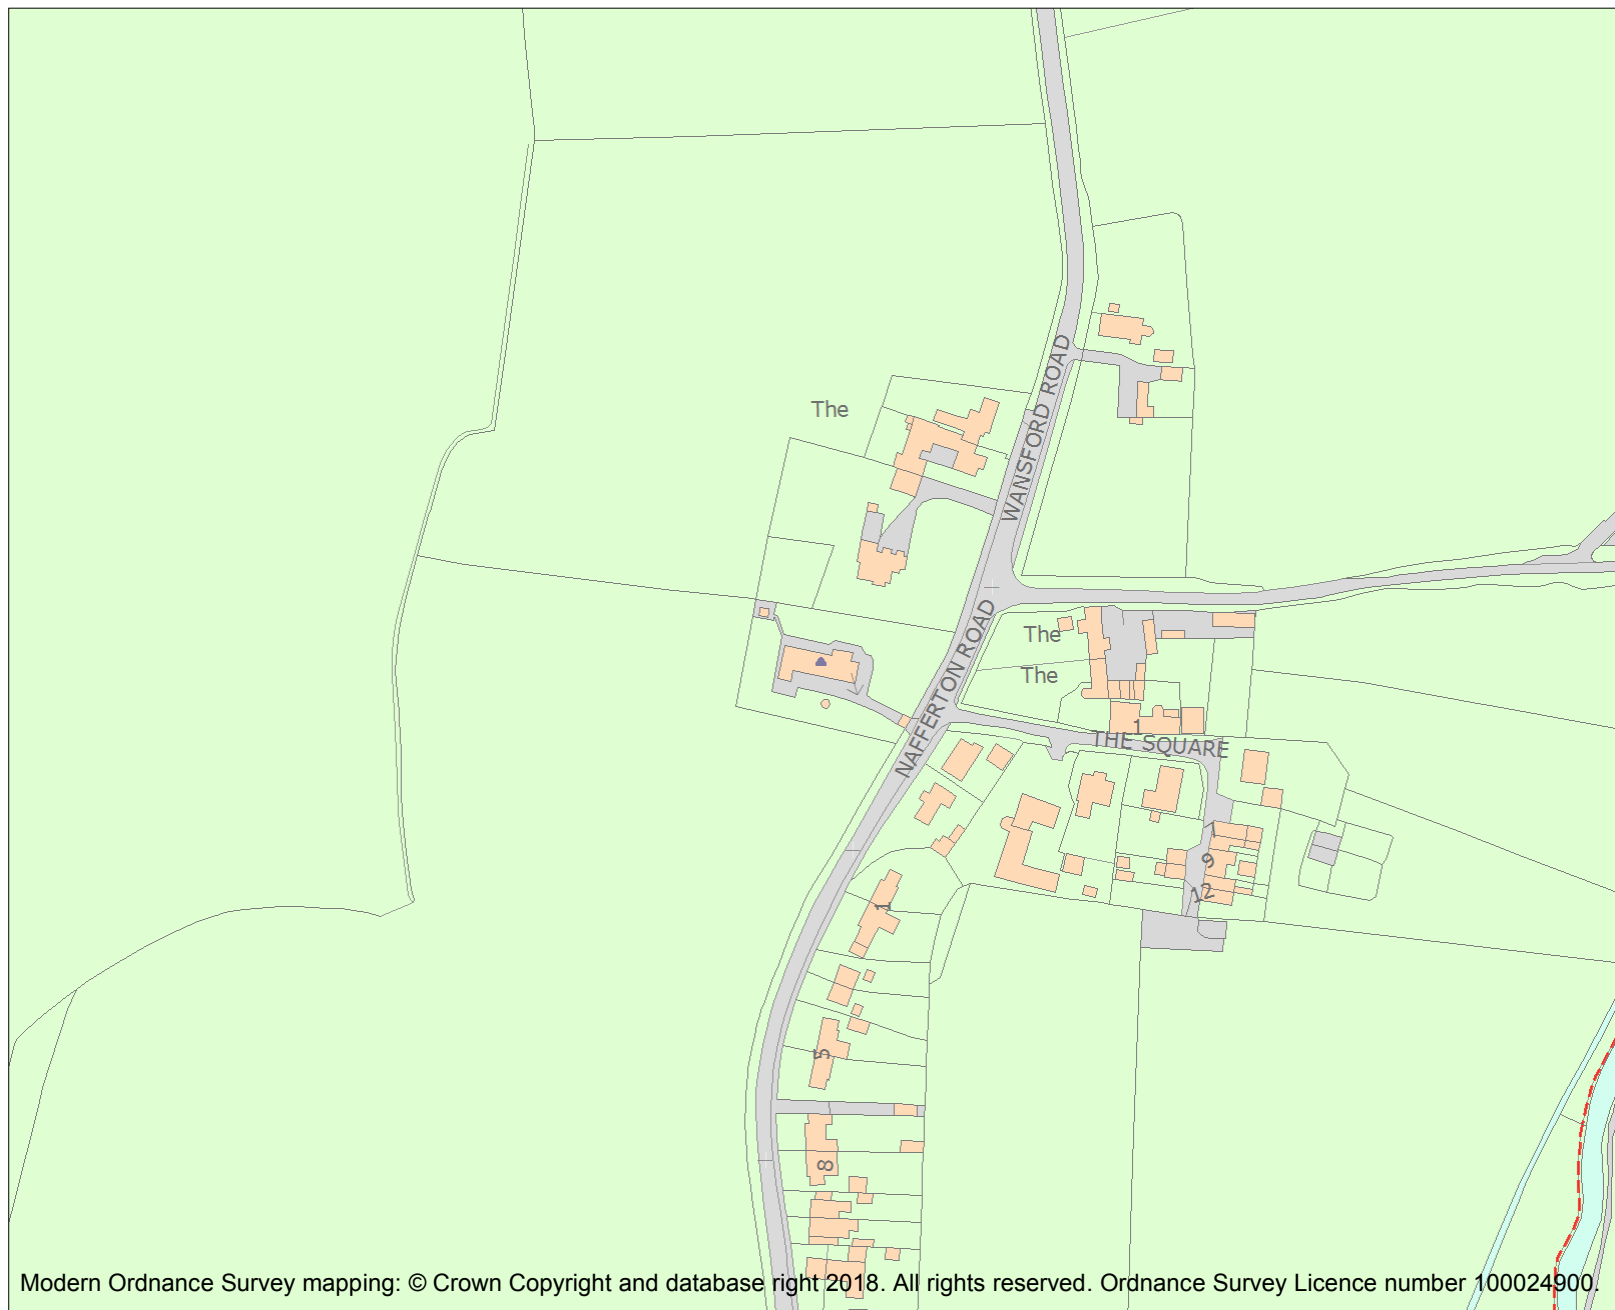 WANSFORD ROAD
The
NAFFERTON ROAD
The
The
1
THE SQUARE
7
9
12
1
5
8
Modern Ordnance Survey mapping: © Crown Copyright and database right 2018. All rights reserved. Ordnance Survey Licence number 100024900.